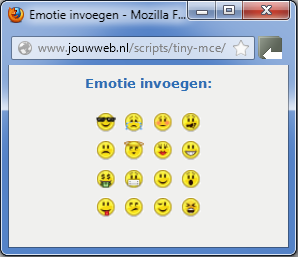 Emotie invoegen - Mozilla F...
www.jouwweb.nl/scripts/tiny-mce/
Emotie invoegen: